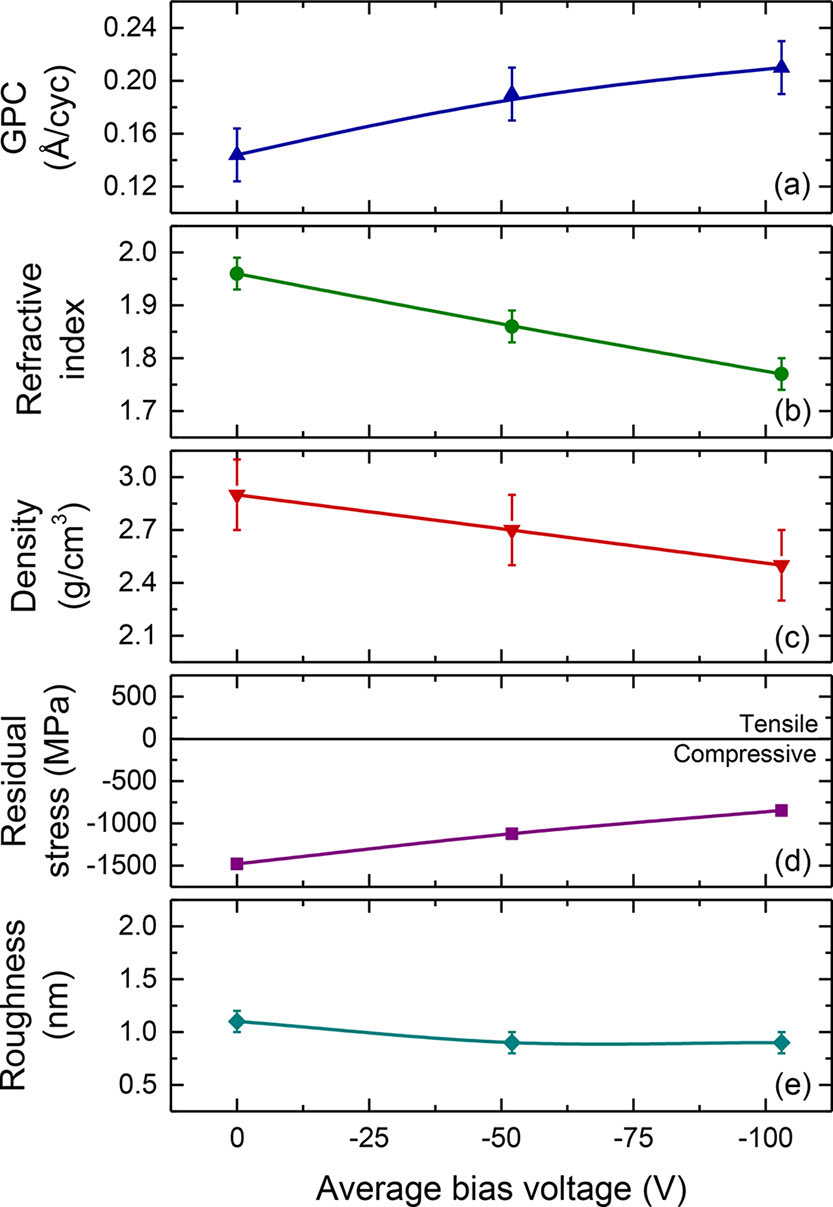 0.24
0.20
0.16
0.12
GPC
(Å/cyc)
(a)
2.0
1.9
1.8
1.7
Refractive
index
(b)
3.0
2.7
2.4
2.1
Density
(g/cm³)
(c)
500
0
-500
-1000
-1500
Residual
stress (MPa)
Tensile
Compressive
(d)
2.0
1.5
1.0
0.5
Roughness
(nm)
(e)
0 -25 -50 -75 -100
Average bias voltage (V)